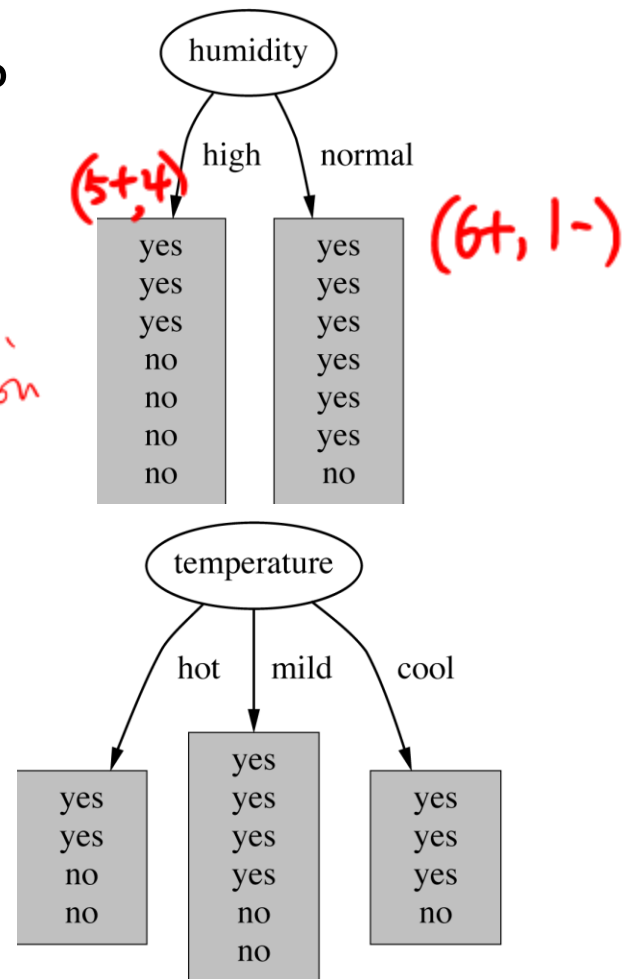 humidity
high normal
(5+,4)
(6+, 1-)
yes yes
yes yes
yes yes
no yes
no yes
no yes
no no
temperature
hot mild cool
yes
yes yes yes
yes yes yes
no yes yes
no no no
no